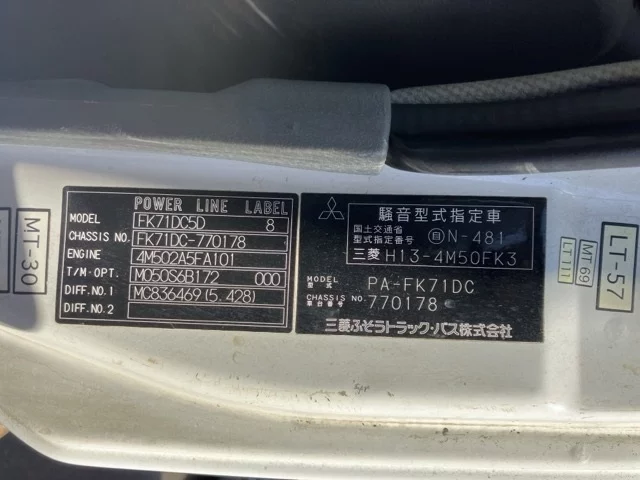 POWER LINE LABEL
MODEL FK71DC5D 8
CHASSIS NO. FK71DC-770178
ENGINE 4M502A5FA101
T/M・OPT. M050S6B172 000
DIFF.NO.1 MC836469(5.428)
DIFF.NO.2
騒音型式指定車
国土交通省
型式指定番号 自N-481
三菱 H13-4M50FK3
MODEL
型式 PA-FK71DC
CHASSIS NO
車台番号 770178
三菱ふそうトラック・バス株式会社
MT-30
LT111
MT69
LT-57